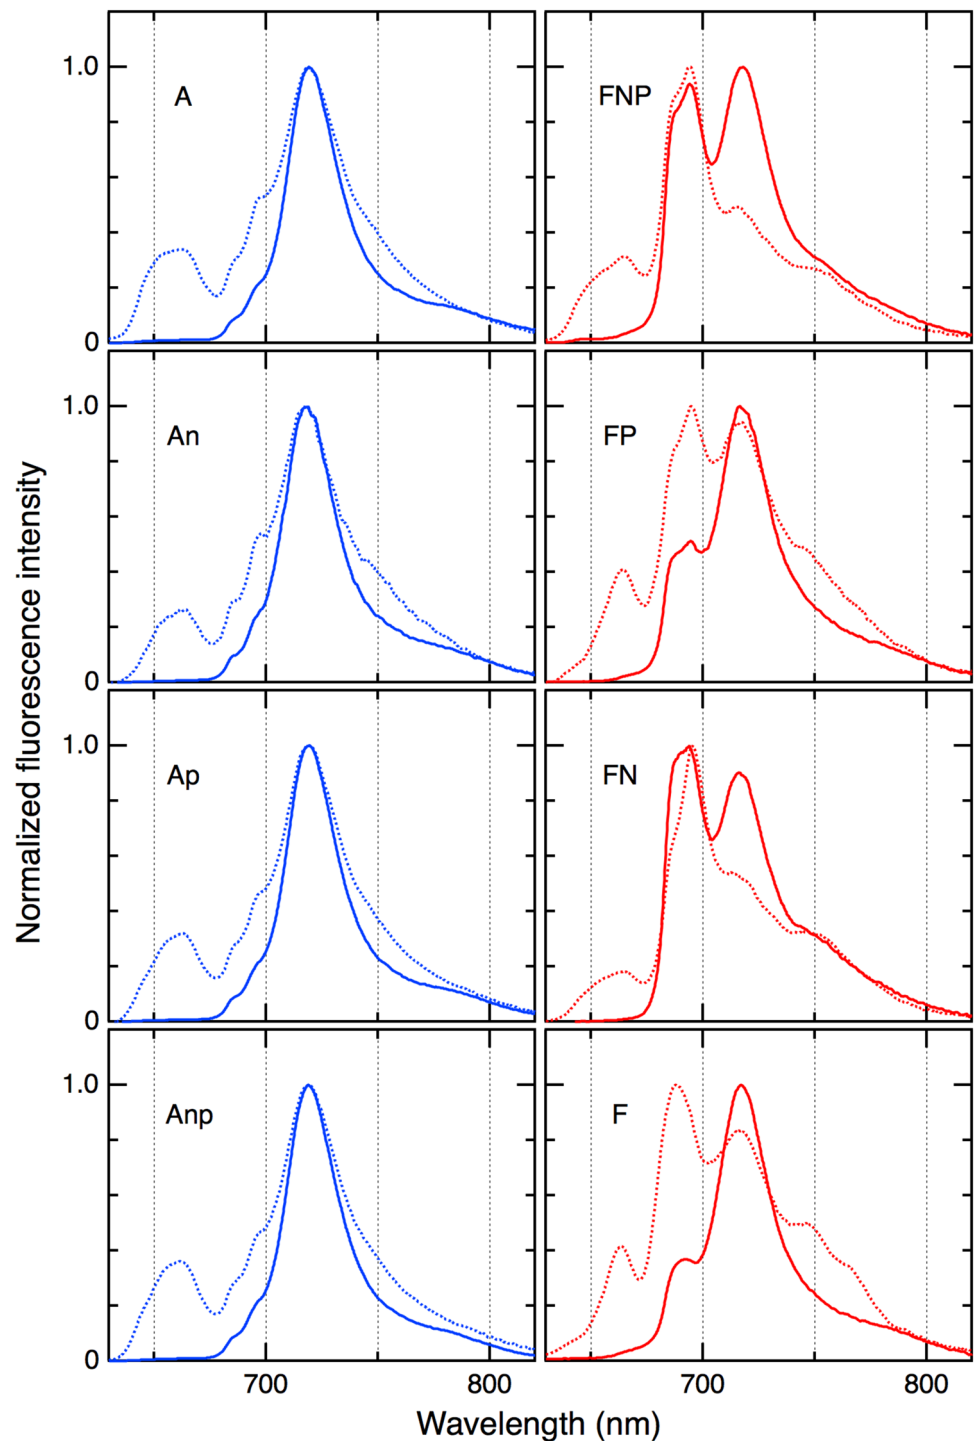 1.0
A
0
FNP
1.0
An
0
FP
Normalized fluorescence intensity
1.0
Ap
0
FN
1.0
Anp
0
F
700
800
700
800
Wavelength (nm)